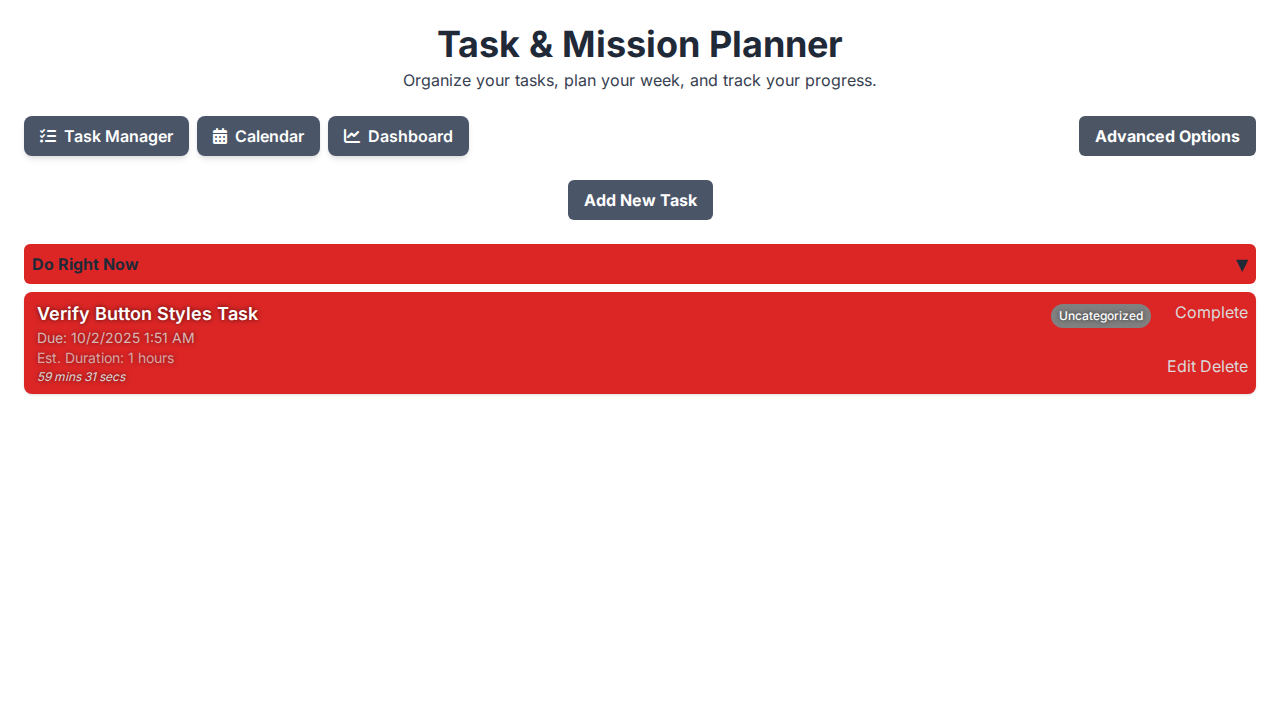 Task & Mission Planner
Organize your tasks, plan your week, and track your progress.
Task Manager
Calendar
Dashboard
Advanced Options
Add New Task
Do Right Now ▼
Verify Button Styles Task
Uncategorized
Complete
Due: 10/2/2025 1:51 AM
Est. Duration: 1 hours
59 mins 31 secs
Edit Delete